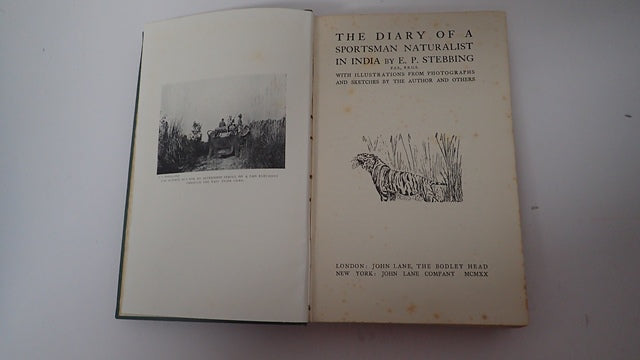 THE DIARY OF A
SPORTSMAN NATURALIST
IN INDIA BY E. P. STEBBING
WITH ILLUSTRATIONS FROM PHOTOGRAPHS
AND SKETCHES BY THE AUTHOR AND OTHERS
LONDON: JOHN LANE, THE BODLEY HEAD
NEW YORK: JOHN LANE COMPANY MCMXX